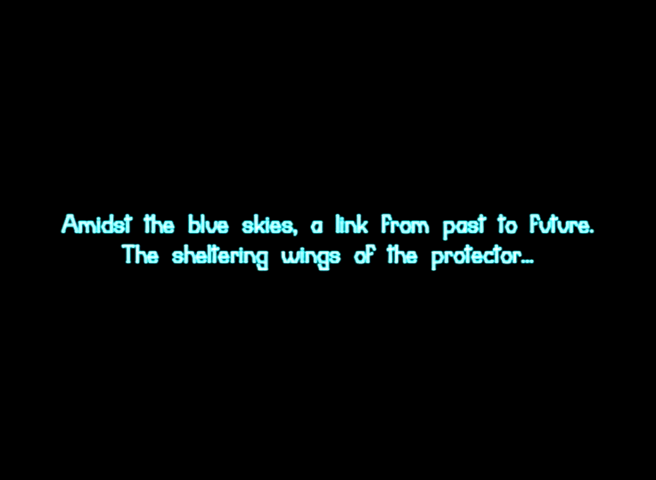 Amidst the blue skies, a link from past to future.
The sheltering wings of the protector...